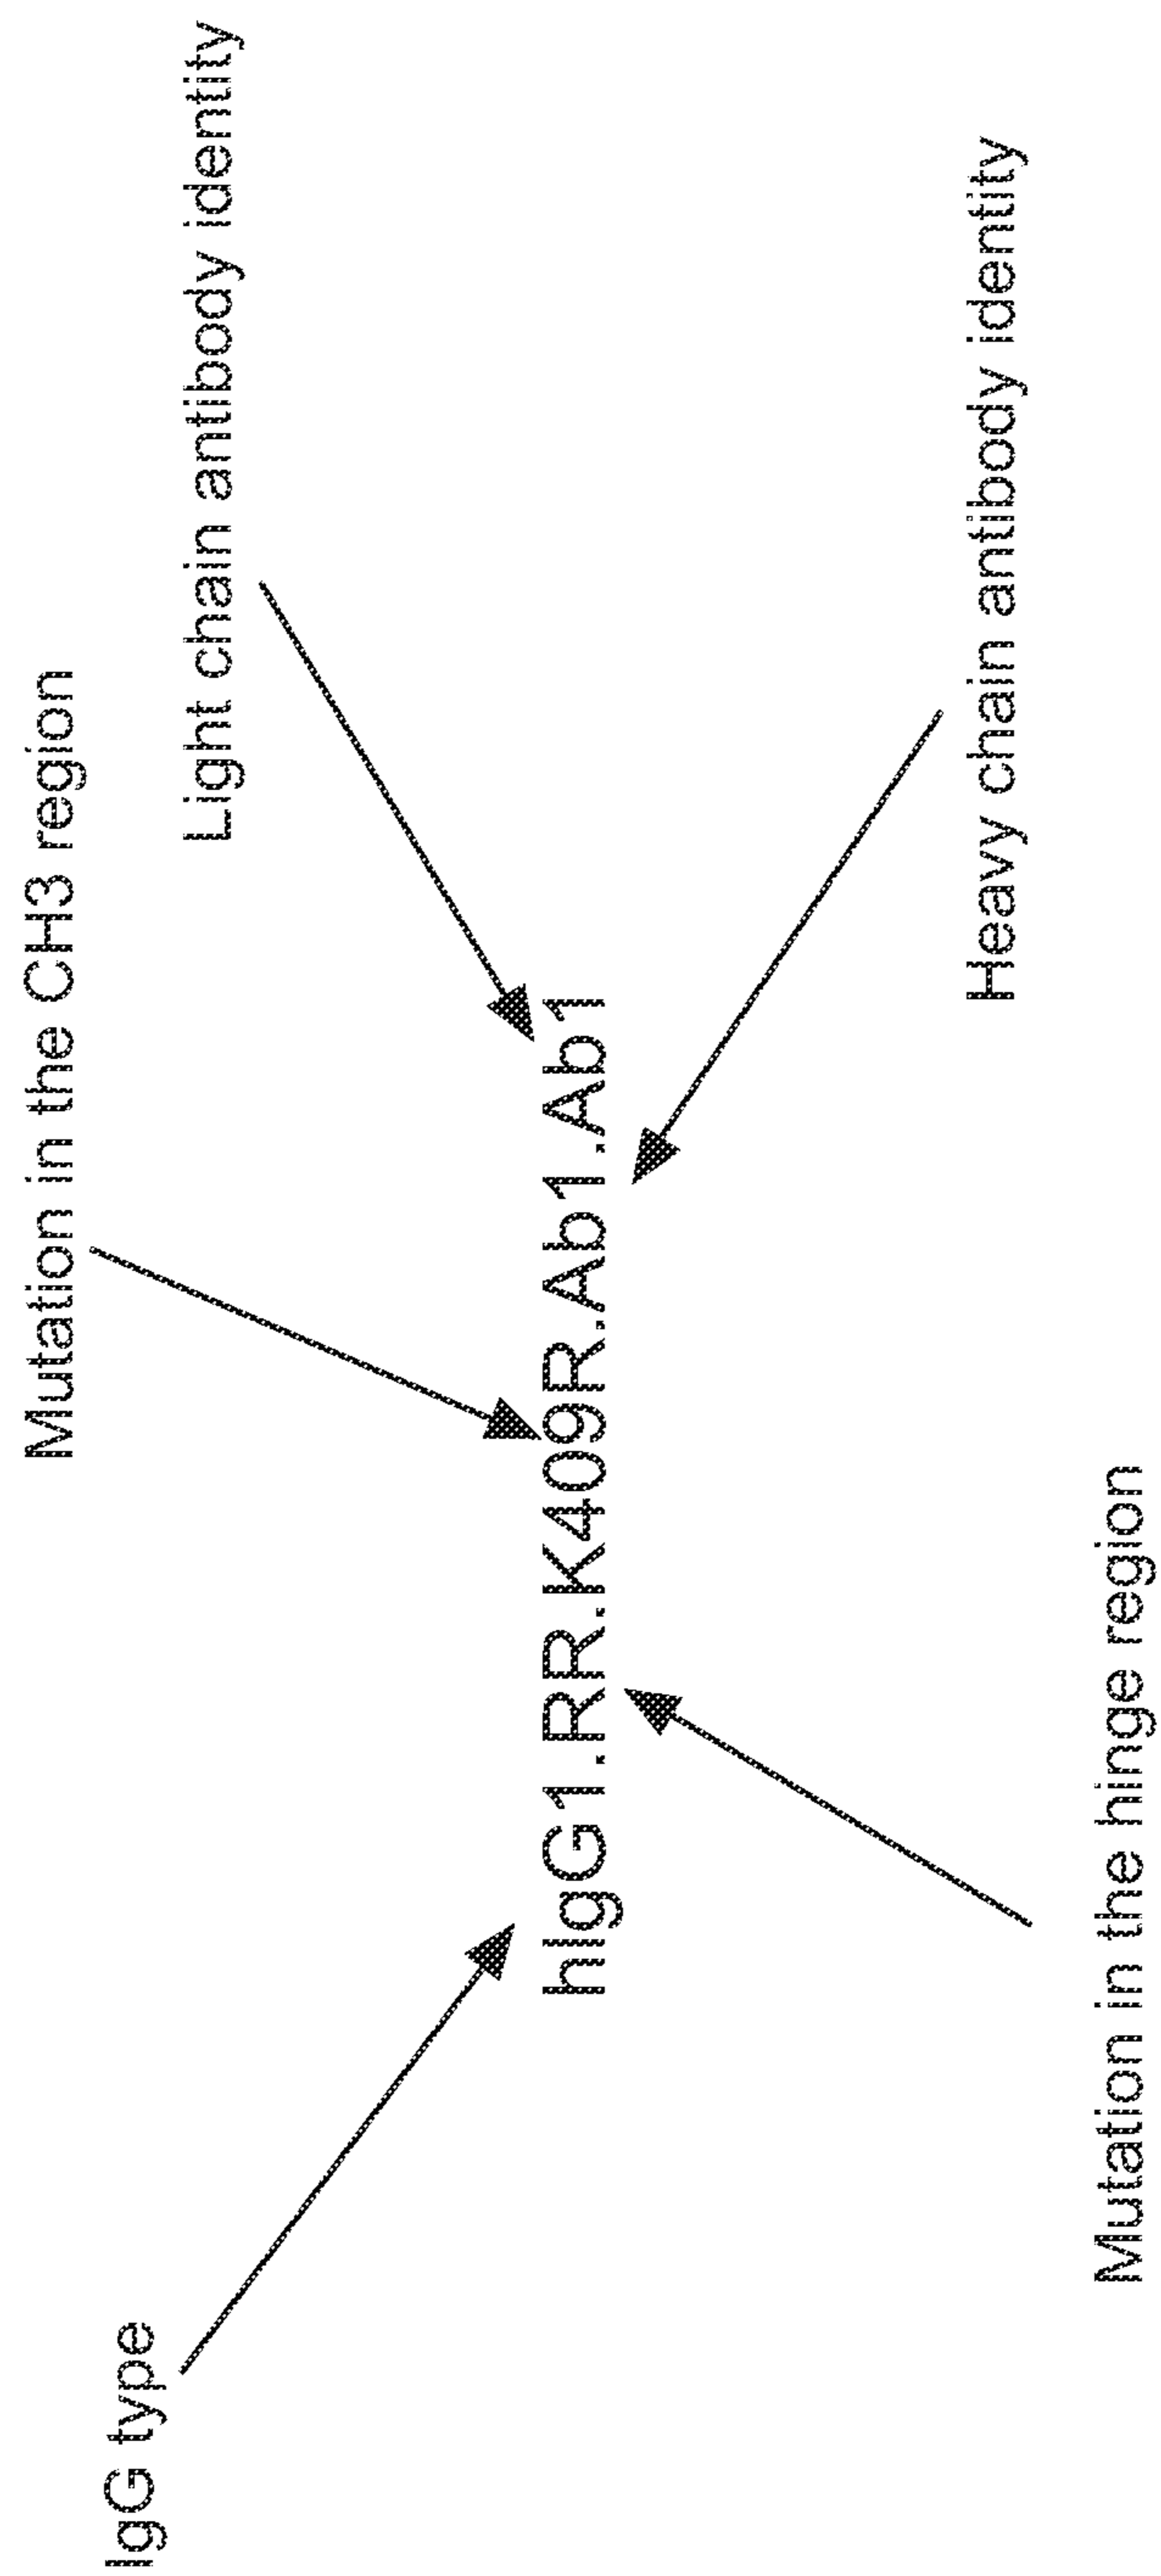 Mutation in the CH3 region
IgG type
Light chain antibody identity
hIgG1.RR.K409R.Ab1.Ab1
Heavy chain antibody identity
Mutation in the hinge region